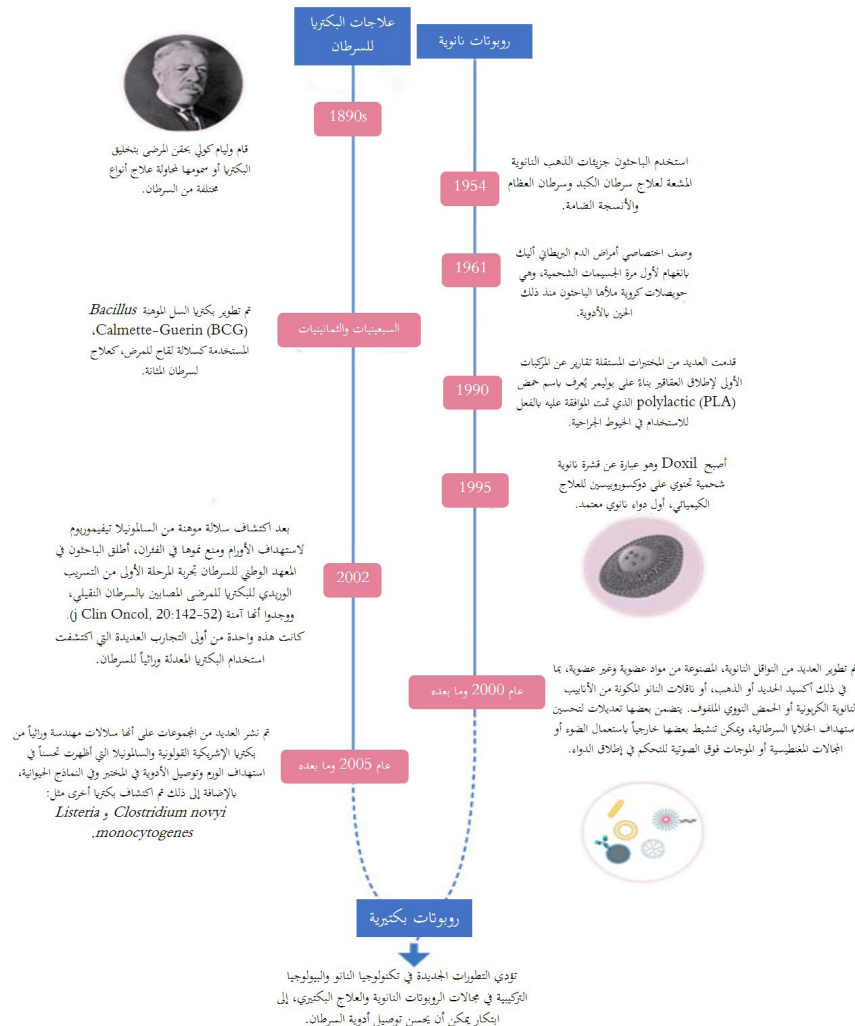 علاجات البكتريا
للسرطان
روبوتات نانوية
1890s
قام وليام كولي بحقن المرضى بتخليق
البكتريا أو سمومها لمحاولة علاج أنواع
مختلفة من السرطان.
استخدم الباحثون جزيئات الذهب النانوية
المشعة لعلاج سرطان الكبد وسرطان العظام
والأنسجة الضامة.
1954
وصف اختصاصي أمراض الدم البريطاني أليك
بانغهام لأول مرة الجسيمات الشحمية، وهي
حويصلات كروية ملأها الباحثون منذ ذلك
الحين بالأدوية.
1961
تم تطوير بكتريا السل الموهنة Bacillus
Calmette-Guerin (BCG)،
المستخدمة كسلالة لقاح للمرض، كعلاج
لسرطان المثانة.
السبعينيات والثمانينيات
قدمت العديد من المختبرات المستقلة تقارير عن المركبات
الأولى لإطلاق العقاقير بناءً على بوليمر يُعرف باسم حمض
polylactic (PLA) الذي تمت الموافقة عليه بالفعل
للاستخدام في الخيوط الجراحية.
1990
أصبح Doxil وهو عبارة عن قشرة نانوية
شحمية تحتوي على دوكسوروبيسين للعلاج
الكيميائي، أول دواء نانوي معتمد.
1995
بعد اكتشاف سلالة موهنة من السالمونيلا تيفيموريوم
لاستهداف الأورام ومنع نموها في الفئران، أطلق الباحثون في
المعهد الوطني للسرطان تجربة المرحلة الأولى من التسريب
الوريدي للبكتريا للمرضى المصابين بالسرطان النقيلي،
ووجدوا أنها آمنة (j Clin Oncol, 20:142-52).
كانت هذه واحدة من أولى التجارب العديدة التي اكتشفت
استخدام البكتريا المعدلة وراثياً للسرطان.
2002
تم تطوير العديد من النواقل النانوية، المصنوعة من مواد عضوية وغير عضوية، بما
في ذلك أكسيد الحديد أو الذهب، أو ناقلات النانو المكونة من الأنابيب
النانوية الكربونية أو الحمض النووي الملفوف. يتضمن بعضها تعديلات لتحسين
استهداف الخلايا السرطانية، ويمكن تنشيط بعضها خارجياً باستعمال الضوء أو
المجالات المغنطيسية أو الموجات فوق الصوتية للتحكم في إطلاق الدواء.
عام 2000 وما بعده
تم نشر العديد من المجموعات على أنها سلالات مهندسة وراثياً من
بكتريا الإشريكية القولونية والسالمونيلا التي أظهرت تحسناً في
استهداف الورم وتوصيل الأدوية في المختبر وفي النماذج الحيوانية،
بالإضافة إلى ذلك تم اكتشاف بكتريا أخرى مثل:
Clostridium novyi و Listeria
monocytogenes.
عام 2005 وما بعده
روبوتات بكتيرية
تؤدي التطورات الجديدة في تكنولوجيا النانو والبيولوجيا
التركيبية في مجالات الروبوتات النانوية والعلاج البكتيري، إلى
ابتكار يمكن أن يحسن توصيل أدوية السرطان.